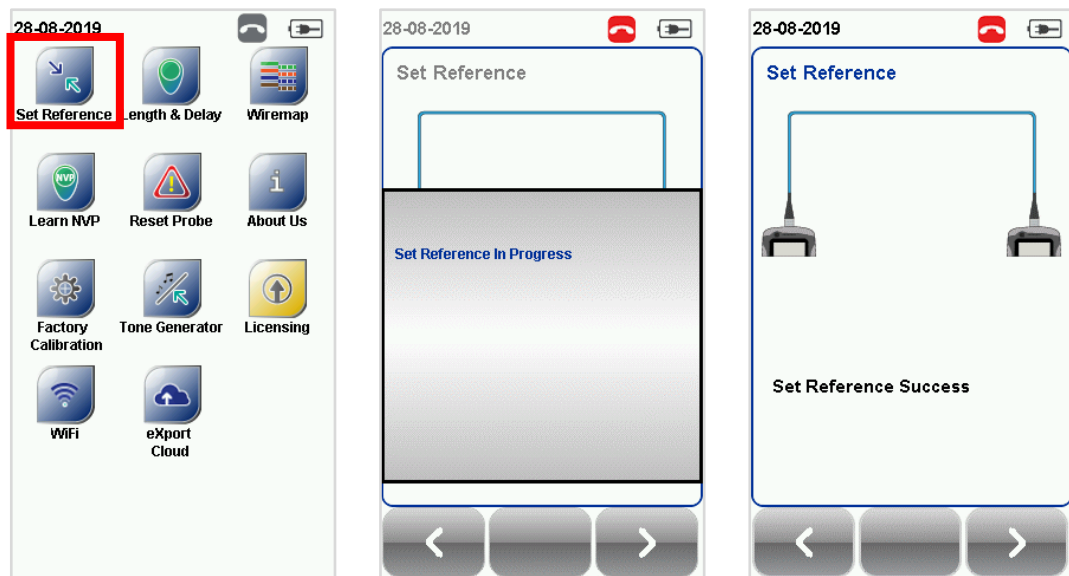 28-08-2019
Set Reference
Length & Delay
Wiremap
Learn NVP
NVP
Reset Probe
About Us
i
Factory
Calibration
Tone Generator
Licensing
WiFi
eXport
Cloud
28-08-2019
Set Reference
Set Reference In Progress
28-08-2019
Set Reference
Set Reference Success